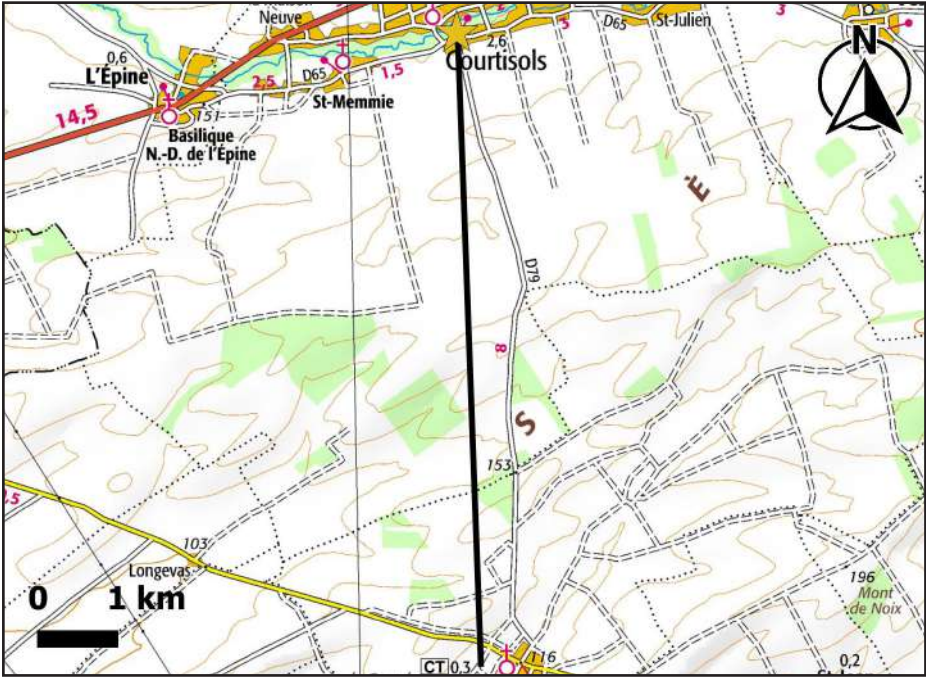 Neuve
2
D65
St-Julien
3
5
N
2,6
Courtisols
0,6
L'Épine
2,5
D65
1,5
St-Memmie
14,5
151
Basilique
N.-D. de l'Épine
É
D79
8
S
153
103
Longevas
0
1 km
196
Mont
de Noix
CT
0,3
116
0,2